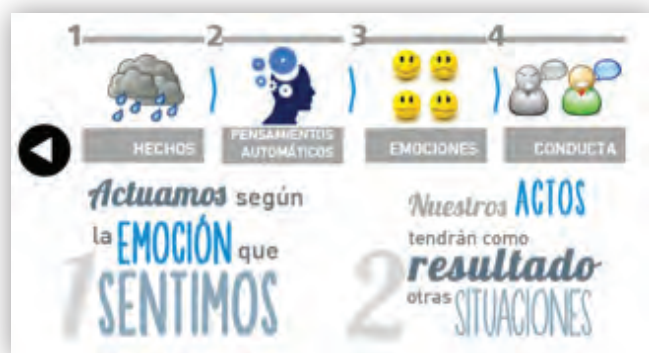 1 2 3 4
HECHOS
PENSAMIENTOS
AUTOMÁTICOS
EMOCIONES
CONDUCTA
Actuamos según
la EMOCIÓN que
1 SENTIMOS
Nuestros ACTOS
tendrán como
resultado
2 otras SITUACIONES